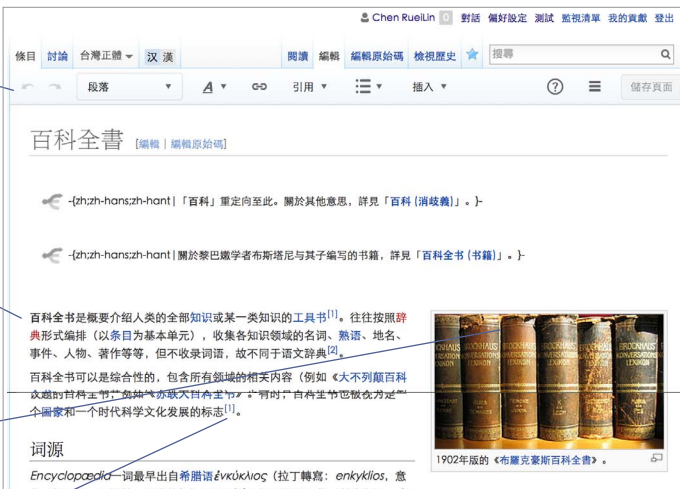 Chen RueiLin 0 對話 偏好設定 測試 監視清單 我的貢獻 登出
條目 討論 台灣正體 汉 漢 閱讀 編輯 編輯原始碼 檢視歷史 搜尋
段落 A 引用 插入 ? 儲存頁面
百科全書 [編輯 | 編輯原始碼]
-{zh;zh-hans;zh-hant |「百科」重定向至此。關於其他意思，詳見「百科 (消歧義)」。}-
-{zh;zh-hans;zh-hant | 關於黎巴嫩学者布斯塔尼与其子编写的书籍，詳見「百科全书 (书籍)」。}-
百科全书是概要介绍人类的全部知识或某一类知识的工具书[1]。往往按照辞
典形式编排（以条目为基本单元），收集各知识领域的名词、熟语、地名、
事件、人物、著作等等，但不收录词语，故不同于语文辞典[2]。
百科全书可以是综合性的，包含所有领域的相关内容（例如《大不列颠百科
个国家和一个时代科学文化发展的标志[1]。
BROCKHAUS KONVERSATIONS LEXIKON
1902年版的《布羅克豪斯百科全書》。
词源
Encyclopædia一词最早出自希腊语ἐνκύκλιος（拉丁轉寫：enkyklios，意